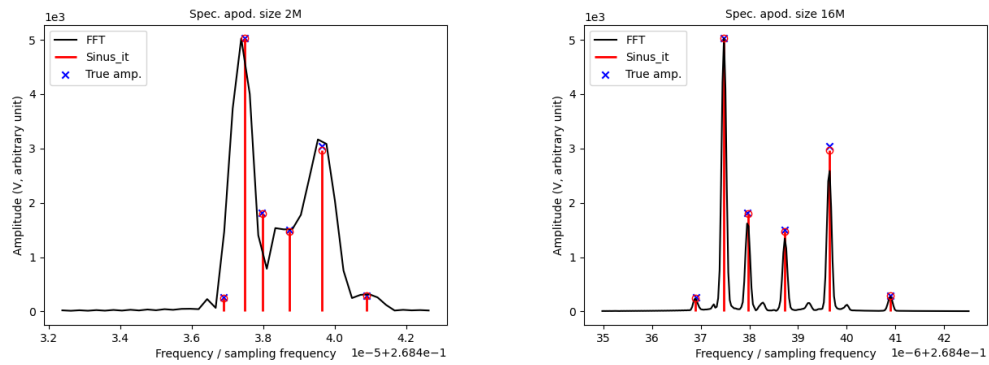 Spec. apod. size 2M
1e3
5
4
3
2
1
0
Amplitude (V, arbitrary unit)
FFT
Sinus_it
True amp.
3.2
3.4
3.6
3.8
4.0
4.2
Frequency / sampling frequency
1e−5+2.684e−1
Spec. apod. size 16M
1e3
5
4
3
2
1
0
Amplitude (V, arbitrary unit)
FFT
Sinus_it
True amp.
35
36
37
38
39
40
41
42
Frequency / sampling frequency
1e−6+2.684e−1